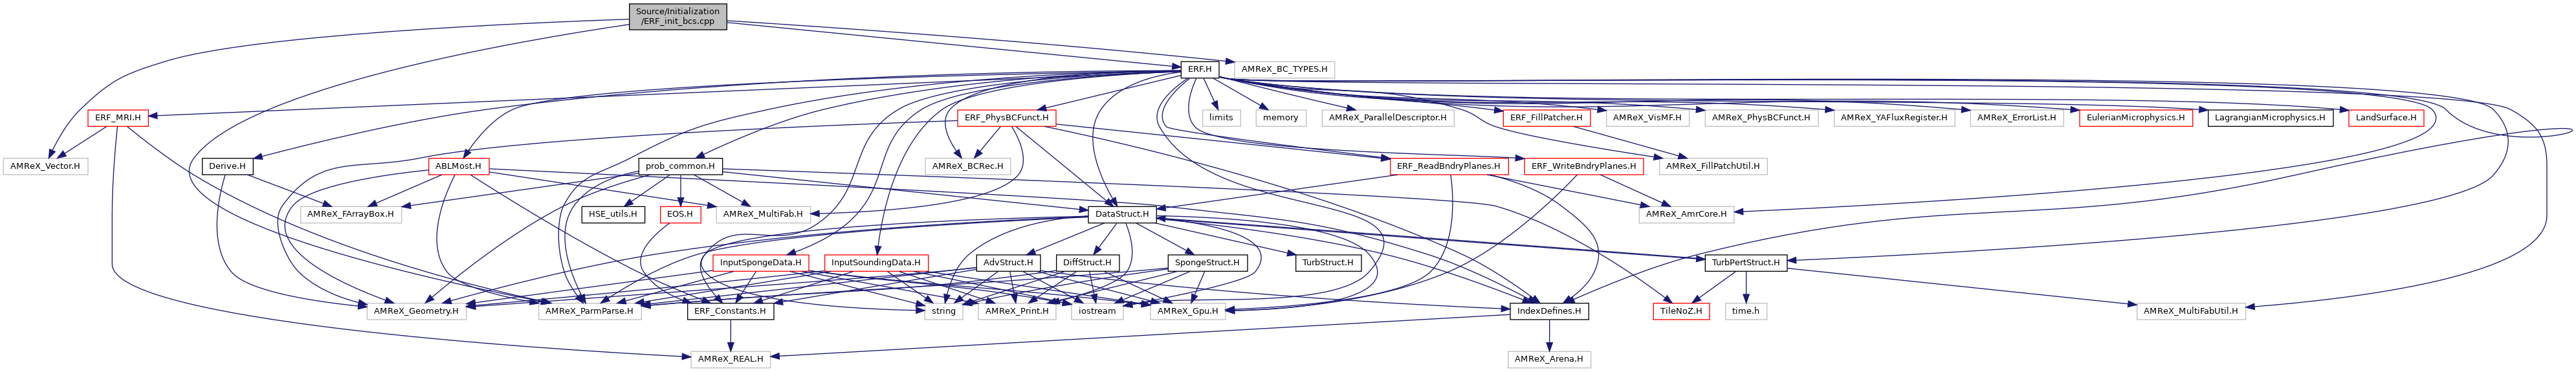 Source/Initialization
/ERF_init_bcs.cpp
ERF.H
AMReX_BC_TYPES.H
ERF_MRI.H
ERF_PhysBCFunct.H
limits
memory
AMReX_ParallelDescriptor.H
ERF_FillPatcher.H
AMReX_VisMF.H
AMReX_PhysBCFunct.H
AMReX_YAFluxRegister.H
AMReX_ErrorList.H
EulerianMicrophysics.H
LagrangianMicrophysics.H
LandSurface.H
AMReX_Vector.H
Derive.H
ABLMost.H
prob_common.H
AMReX_BCRec.H
ERF_ReadBndryPlanes.H
ERF_WriteBndryPlanes.H
AMReX_FillPatchUtil.H
AMReX_FArrayBox.H
HSE_utils.H
EOS.H
AMReX_MultiFab.H
DataStruct.H
AMReX_AmrCore.H
InputSpongeData.H
InputSoundingData.H
AdvStruct.H
DiffStruct.H
SpongeStruct.H
TurbStruct.H
TurbPertStruct.H
AMReX_Geometry.H
AMReX_ParmParse.H
ERF_Constants.H
string
AMReX_Print.H
iostream
AMReX_Gpu.H
IndexDefines.H
TileNoZ.H
time.h
AMReX_MultiFabUtil.H
AMReX_REAL.H
AMReX_Arena.H